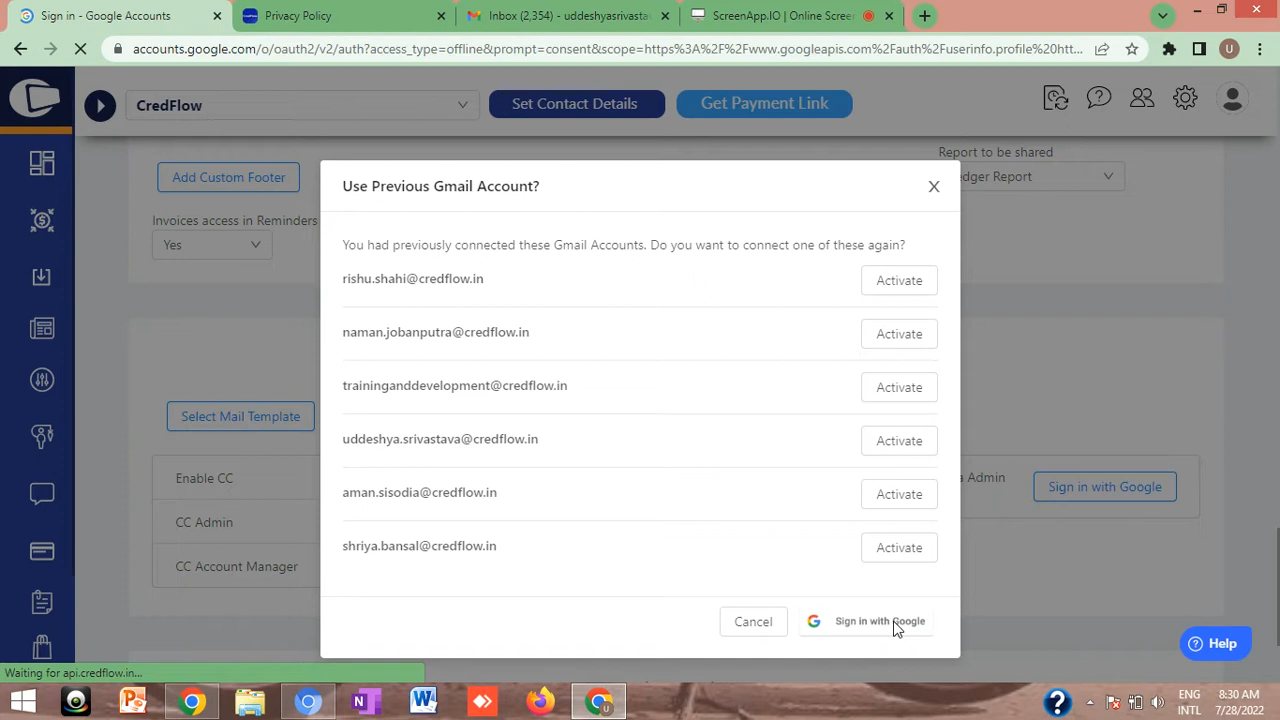 Sign in - Google Accounts
Privacy Policy
Inbox (2,354) - uddeshyasrivasta
ScreenApp.IO | Online Screen
accounts.google.com/o/oauth2/v2/auth?access_type=offline&prompt=consent&scope=https%3A%2F%2Fwww.googleapis.com%2Fauth%2Fuserinfo.profile%20htt...
U
CredFlow
Set Contact Details
Get Payment Link
Report to be shared
Add Custom Footer
edger Report
Invoices access in Reminders
Yes
Use Previous Gmail Account?
X
You had previously connected these Gmail Accounts. Do you want to connect one of these again?
rishu.shahi@credflow.in
Activate
naman.jobanputra@credflow.in
Activate
traininganddevelopment@credflow.in
Activate
uddeshya.srivastava@credflow.in
Activate
aman.sisodia@credflow.in
Activate
shriya.bansal@credflow.in
Activate
Cancel
Sign in with Google
Select Mail Template
Enable CC
CC Admin
CC Account Manager
a Admin
Sign in with Google
Help
Waiting for api.credflow.in...
ENG
INTL
8:30 AM
7/28/2022